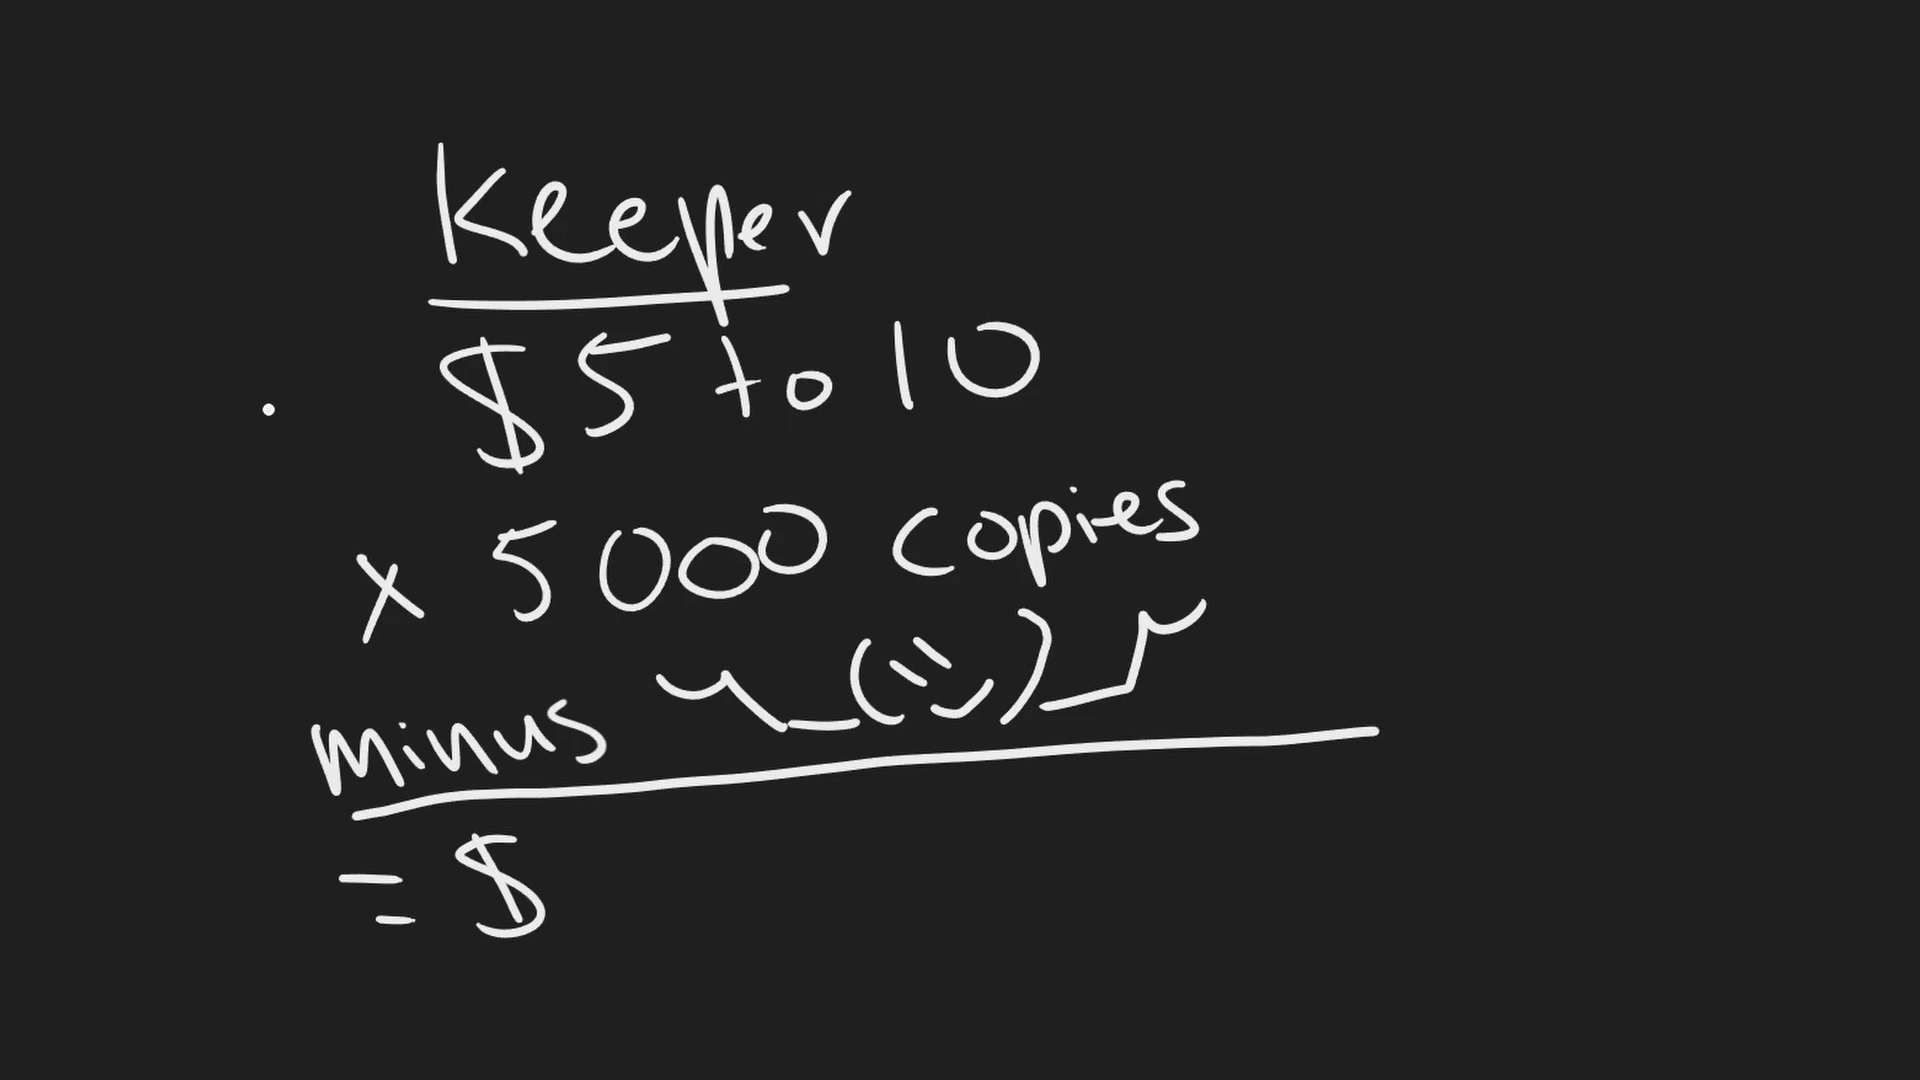 Keeper
$5 to 10
x 5000 copies
minus ¯\_(ツ)_/¯
= $